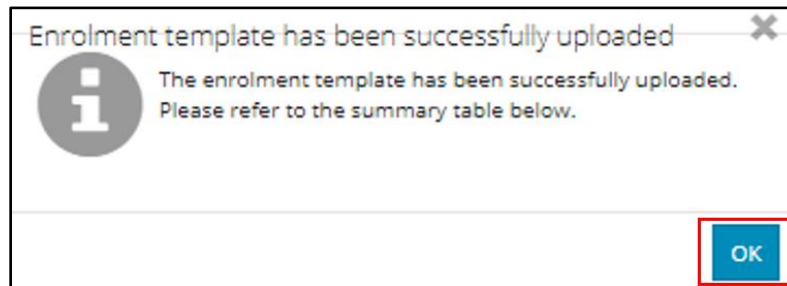 Enrolment template has been successfully uploaded
The enrolment template has been successfully uploaded.
Please refer to the summary table below.
OK